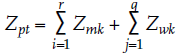 Z_{pt} = \sum_{i=1}^{r} Z_{mk} + \sum_{j=1}^{q} Z_{wk}